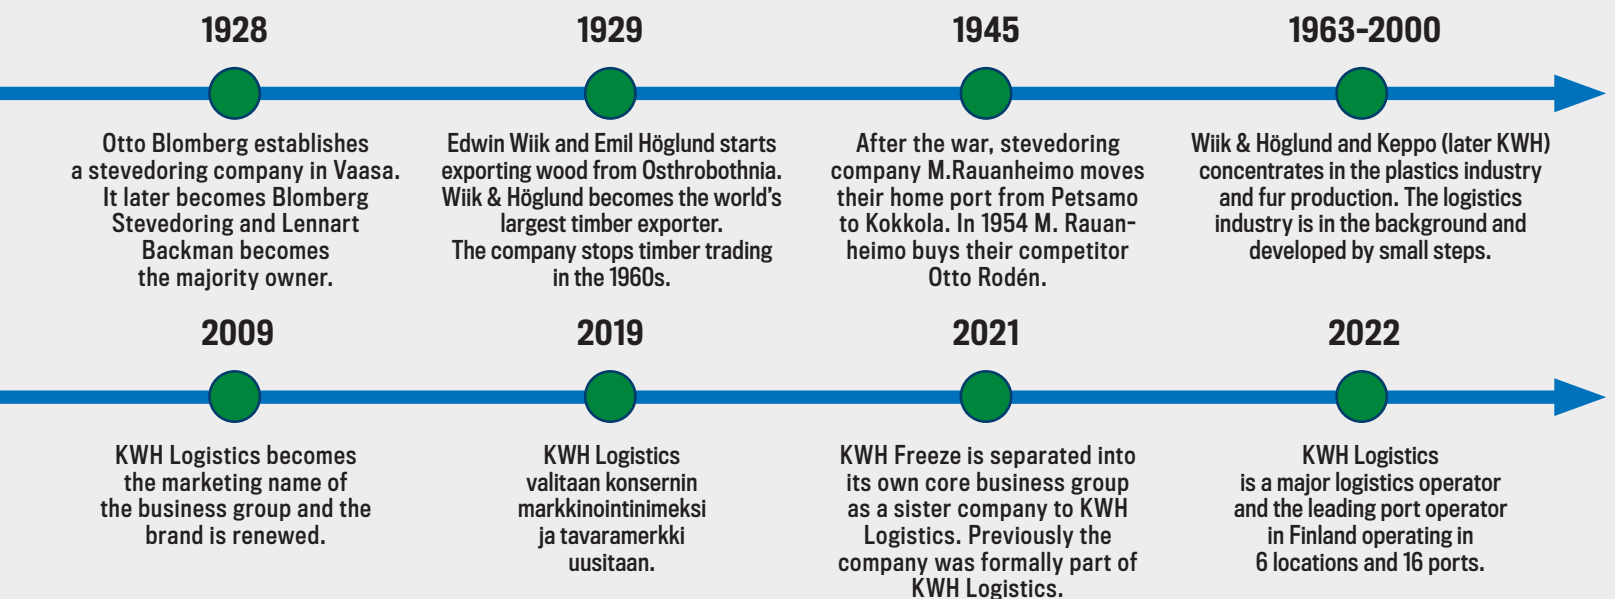 1928
Otto Blomberg establishes
a stevedoring company in Vaasa.
It later becomes Blomberg
Stevedoring and Lennart
Backman becomes
the majority owner.
1929
Edwin Wiik and Emil Höglund starts
exporting wood from Osthrobothnia.
Wiik & Höglund becomes the world's
largest timber exporter.
The company stops timber trading
in the 1960s.
1945
After the war, stevedoring
company M.Rauanheimo moves
their home port from Petsamo
to Kokkola. In 1954 M. Rauan-
heimo buys their competitor
Otto Rodén.
1963-2000
Wiik & Höglund and Keppo (later KWH)
concentrates in the plastics industry
and fur production. The logistics
industry is in the background and
developed by small steps.
2009
KWH Logistics becomes
the marketing name of
the business group and the
brand is renewed.
2019
KWH Logistics
valitaan konsernin
markkinointinimeksi
ja tavaramerkki
uusitaan.
2021
KWH Freeze is separated into
its own core business group
as a sister company to KWH
Logistics. Previously the
company was formally part of
KWH Logistics.
2022
KWH Logistics
is a major logistics operator
and the leading port operator
in Finland operating in
6 locations and 16 ports.